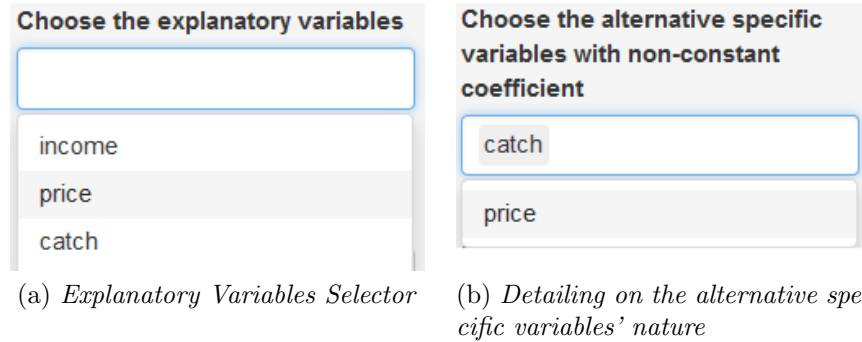 Choose the explanatory variables
income
price
catch
(a) Explanatory Variables Selector
Choose the alternative specific
variables with non-constant
coefficient
catch
price
(b) Detailing on the alternative spe
cific variables' nature